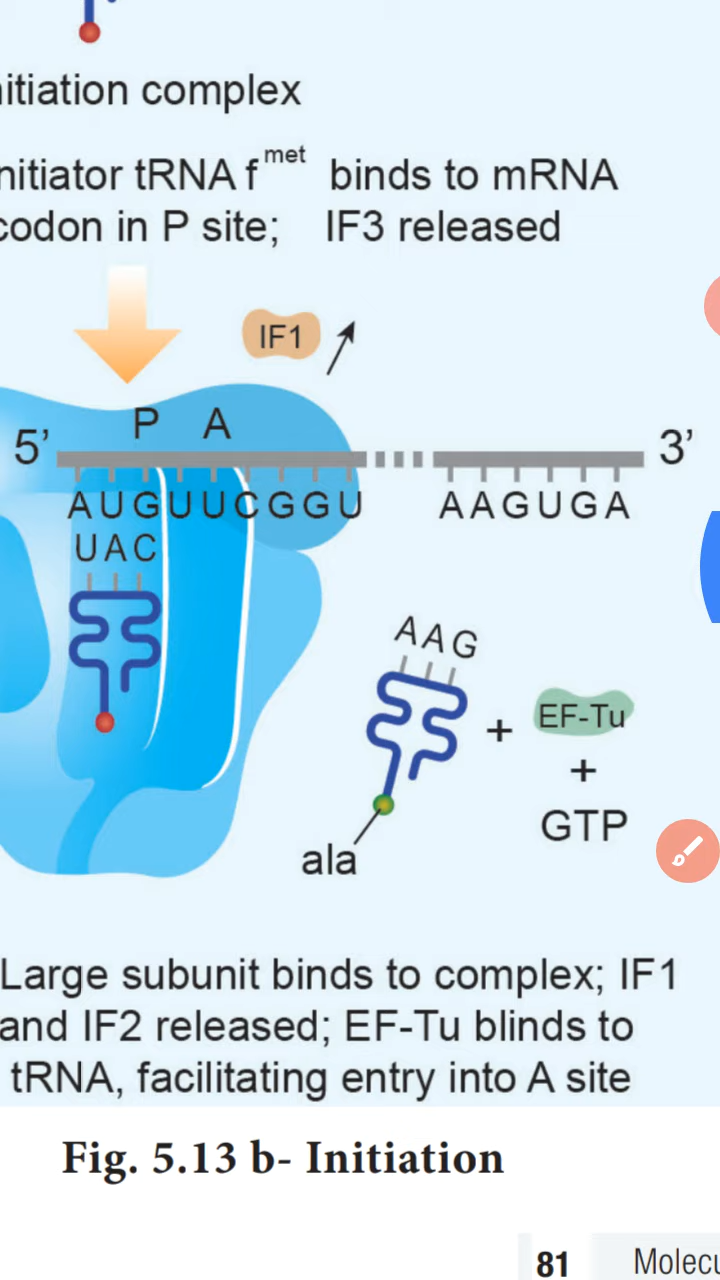 itiation complex
nitiator tRNA f met binds to mRNA
codon in P site; IF3 released
IF1
P A
5’ 3’
AUGUUCGGU AAGUGA
UAC
AAG
EF-Tu
+
+
GTP
ala
Large subunit binds to complex; IF1
and IF2 released; EF-Tu blinds to
tRNA, facilitating entry into A site
Fig. 5.13 b- Initiation
81 Molecu